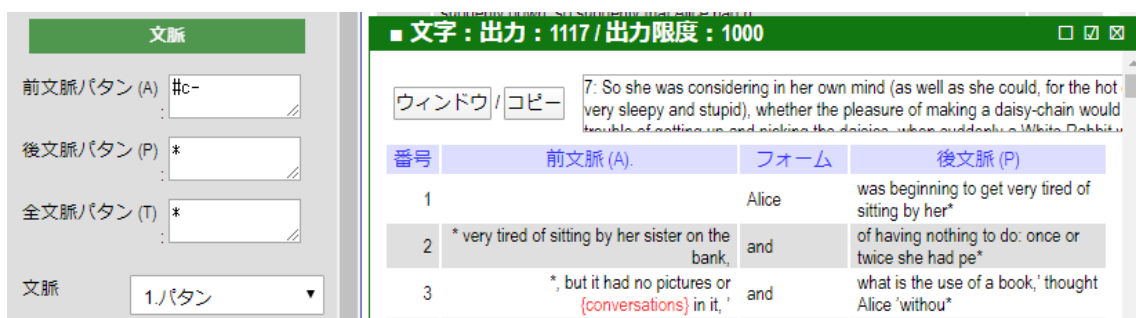 文脈
前文脈パタン (A) :
#c-
後文脈パタン (P) :
*
全文脈パタン (T) :
*
文脈
1.パタン
■ 文字：出力：1117 / 出力限度：1000
ウィンドウ / コピー
7: So she was considering in her own mind (as well as she could, for the hot
very sleepy and stupid), whether the pleasure of making a daisy-chain would
番号 前文脈 (A). フォーム 後文脈 (P)
1 Alice was beginning to get very tired of
sitting by her*
2 * very tired of sitting by her sister on the
bank, and of having nothing to do: once or
twice she had pe*
3 *, but it had no pictures or
{conversations} in it, ' and what is the use of a book,' thought
Alice 'withou*